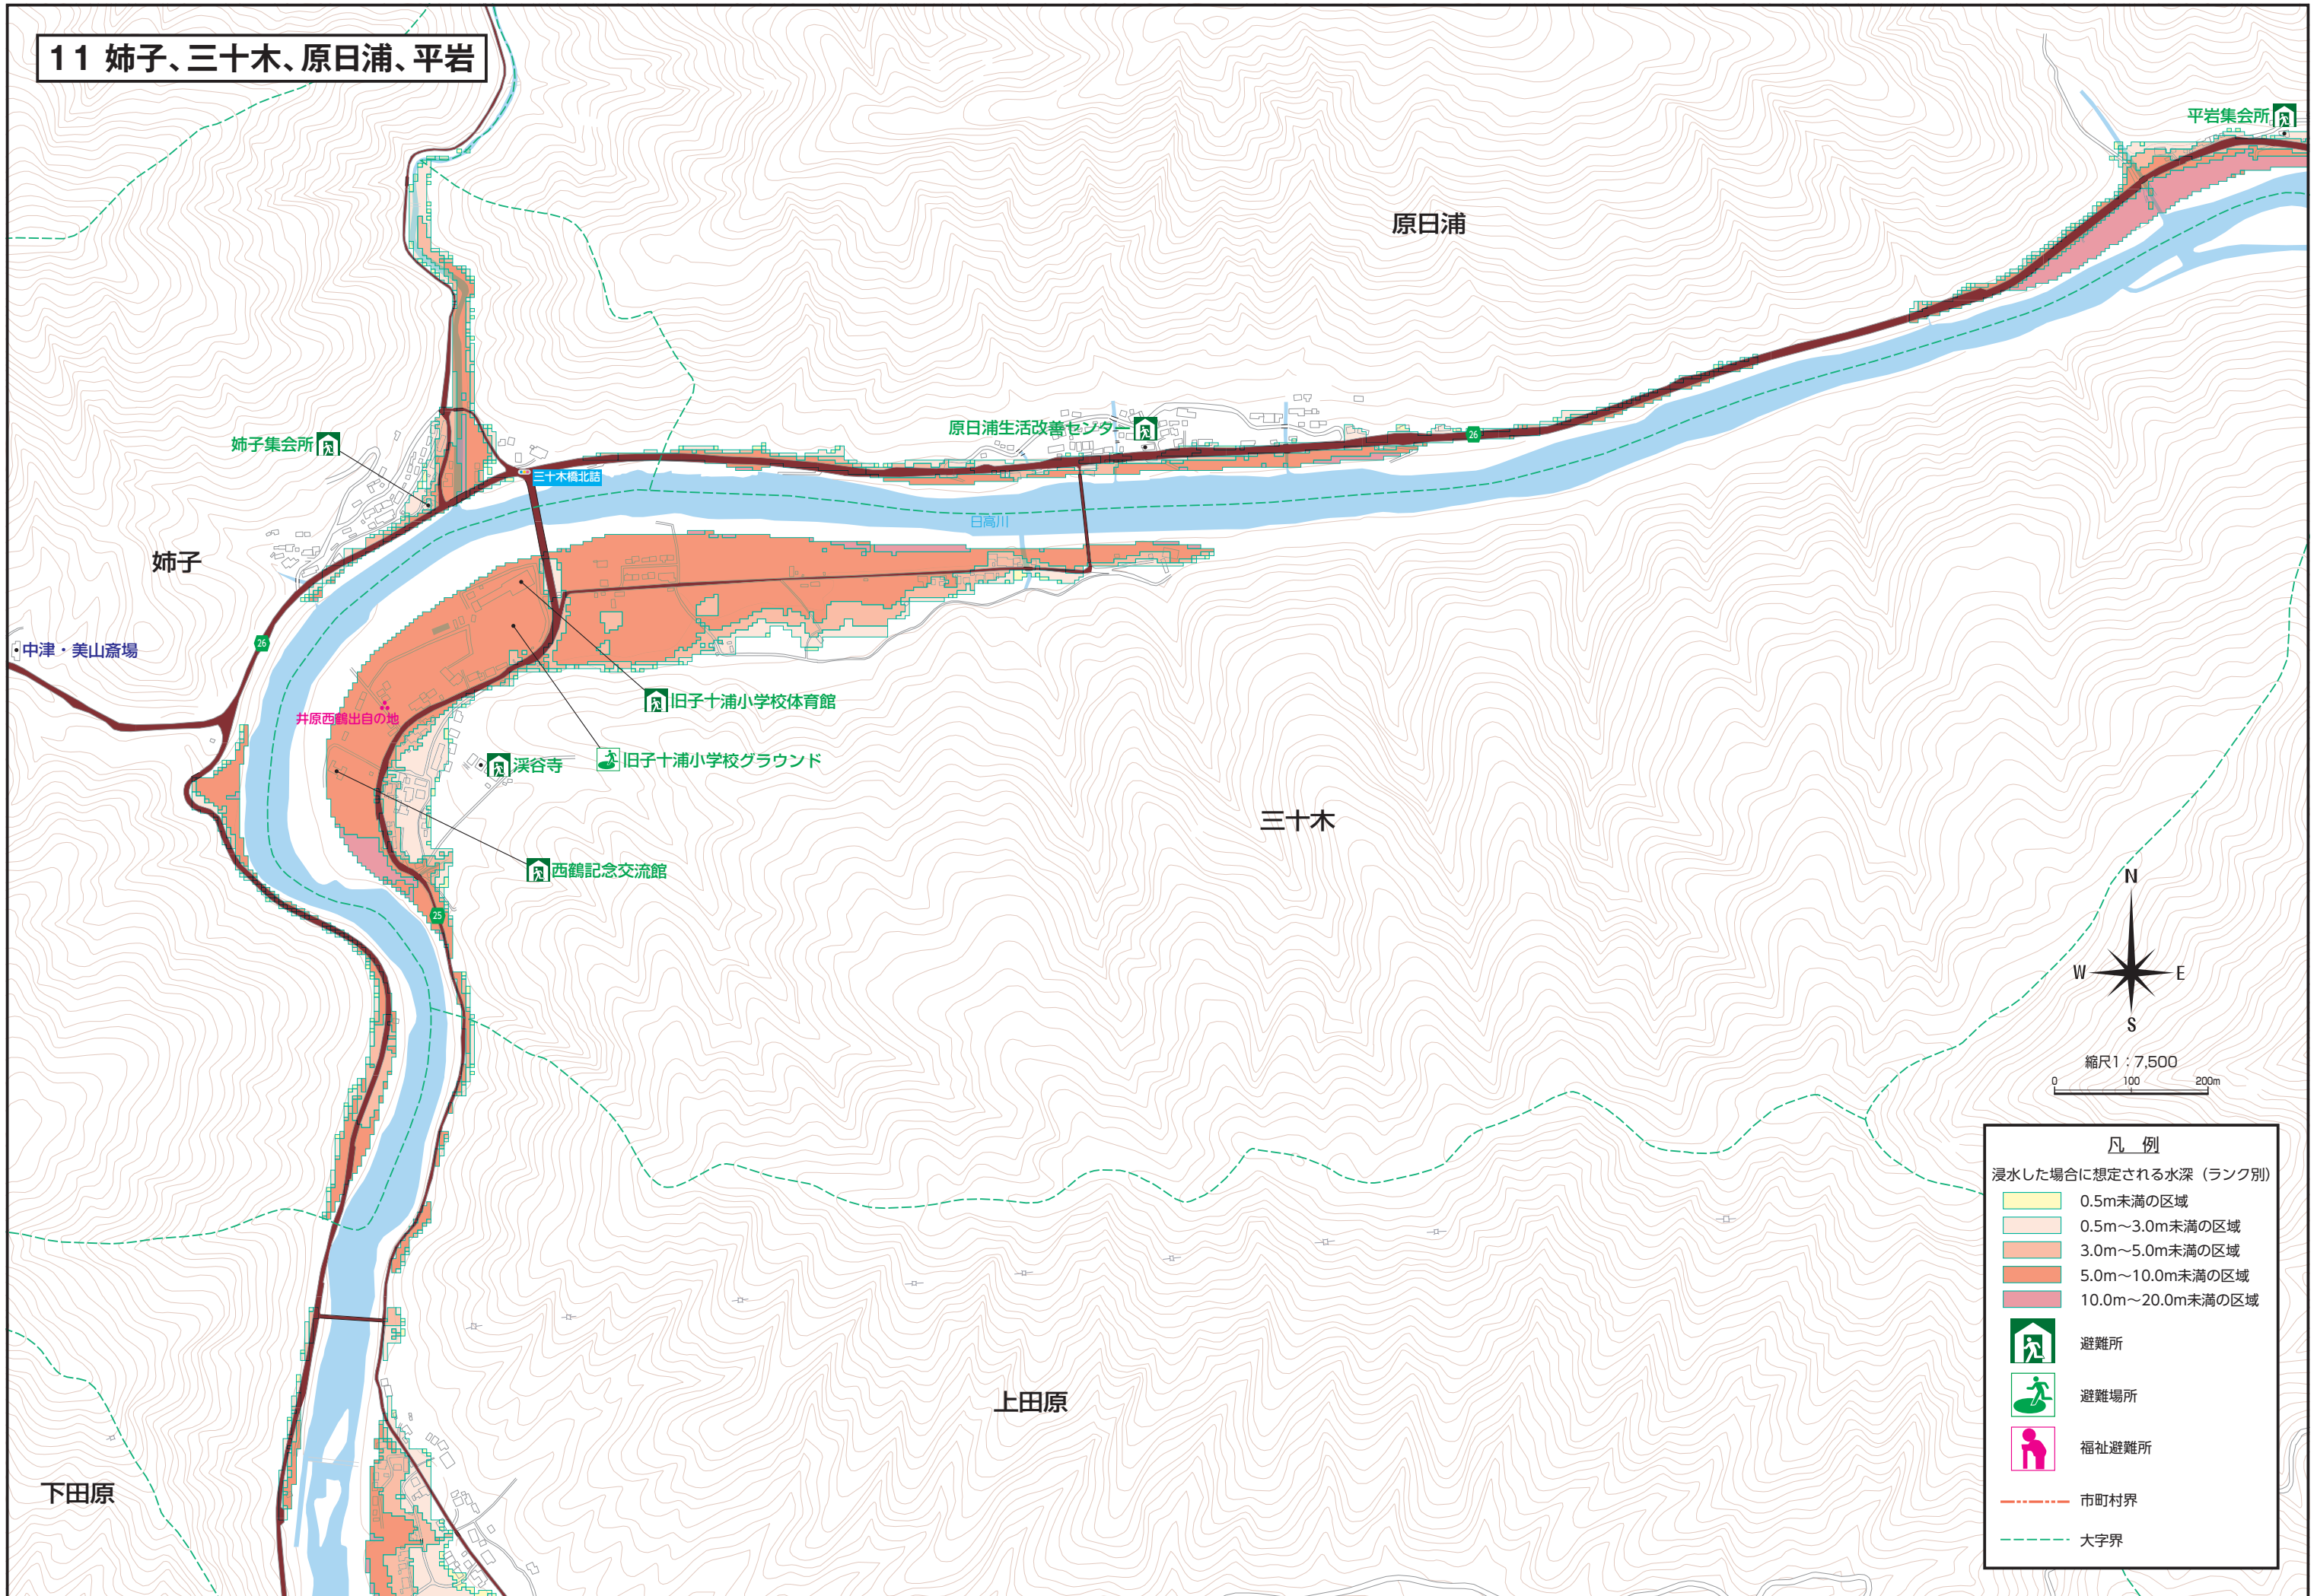 11 姉子、三十木、原日浦、平岩
平岩集会所
原日浦
原日浦生活改善センター
26
姉子集会所
三十木橋北詰
日高川
姉子
26
中津・美山斎場
旧子十浦小学校体育館
井原西鶴出自の地
旧子十浦小学校グラウンド
渓谷寺
三十木
西鶴記念交流館
25
N
W
E
S
縮尺1：7,500
0 100 200m
上田原
下田原
凡 例
浸水した場合に想定される水深（ランク別）
0.5m未満の区域
0.5m～3.0m未満の区域
3.0m～5.0m未満の区域
5.0m～10.0m未満の区域
10.0m～20.0m未満の区域
避難所
避難場所
福祉避難所
市町村界
大字界